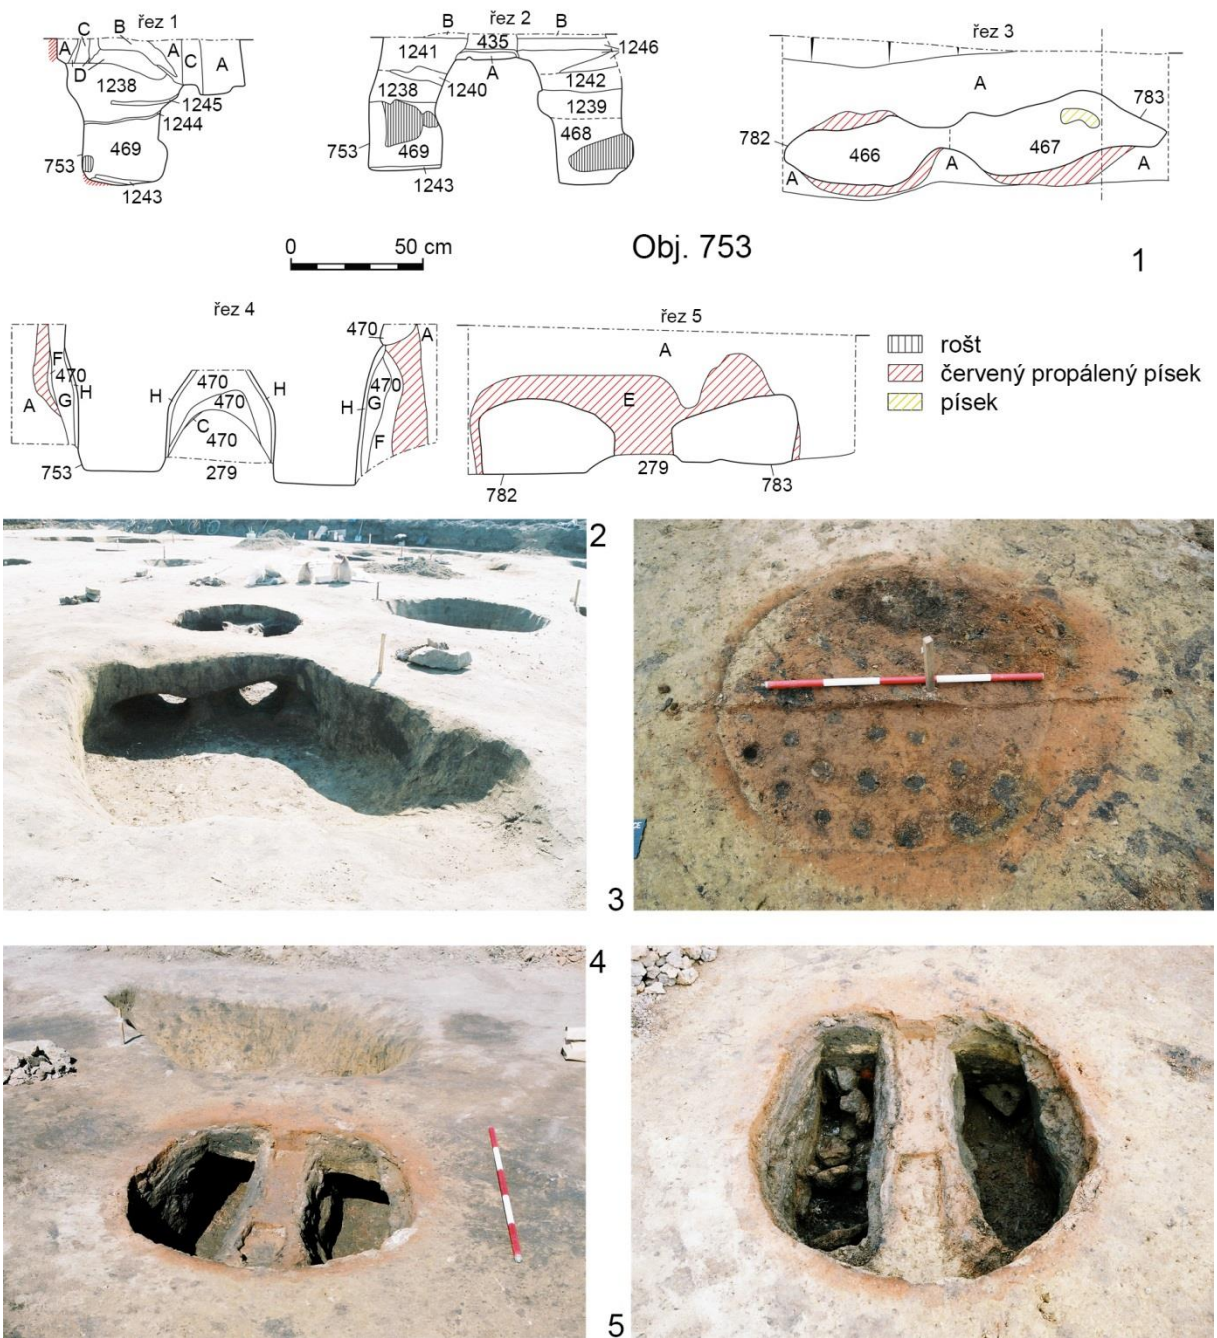 řez 1
C
B
A
A
C
A
D
1238
1245
1244
753
469
1243
řez 2
B
B
1241
435
1246
A
1242
1238
1240
1239
468
753
469
1243
řez 3
A
783
782
466
467
A
A
A
0 50 cm
Obj. 753
1
řez 4
470
A
F
470
H
G
A
H
470
H
470
C
470
H
470
G
F
753
279
řez 5
A
E
782
279
783
rošt
červený propálený písek
písek
2
3
4
5